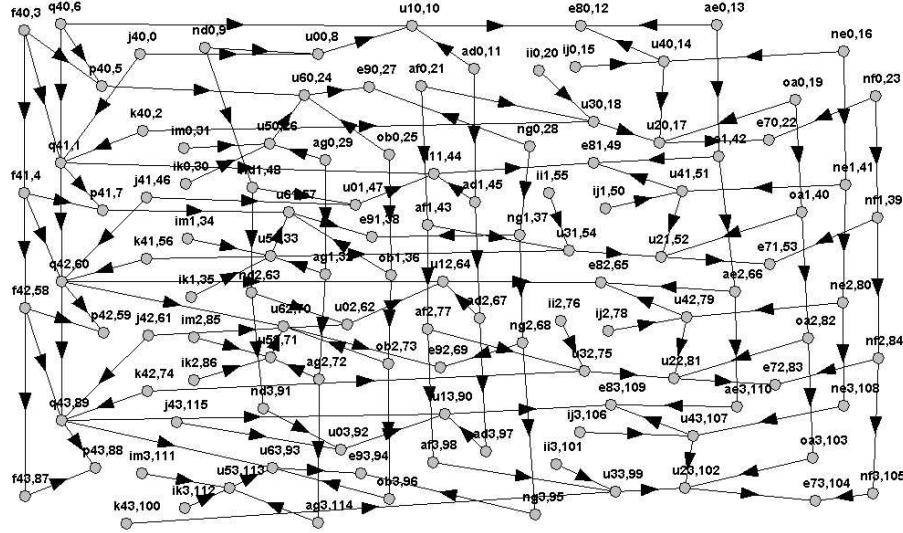 f40,3
q40,6
j40,0
nd0,9
u00,8
u10,10
e80,12
ae0,13
ad0,11
ii0,20
ij0,15
u40,14
ne0,16
p40,5
u60,24
e90,27
af0,21
oa0,19
nf0,23
k40,2
im0,31
u50,26
ob0,25
ng0,28
u30,18
u20,17
e70,22
q41,1
ik0,30
ag0,29
e81,49
f41,4
p41,7
j41,46
u01,47
ad1,45
ii1,55
ij1,50
u41,51
ne1,41
im1,34
e91,38
af1,43
ng1,37
u31,54
oa1,40
nf1,39
q42,60
k41,56
ag1,32
ob1,36
u21,52
e71,53
ik1,35
nd2,63
u12,64
e82,65
ae2,66
f42,58
p42,59
j42,61
im2,85
u62,70
u02,62
ad2,67
af2,77
ii2,76
ij2,78
u42,79
ne2,80
ik2,86
ag2,72
ob2,73
e92,69
ng2,68
u32,75
u22,81
oa2,82
e72,83
nf2,84
q43,89
k42,74
nd3,91
u13,90
e83,109
ae3,110
ne3,108
j43,115
u03,92
ad3,97
ij3,106
u43,107
f43,87
p43,88
im3,111
u53,113
u63,93
e93,94
af3,98
ii3,101
oa3,103
ik3,112
ob3,96
u33,99
u23,102
e73,104
nf3,105
k43,100
ag3,114
ng3,95